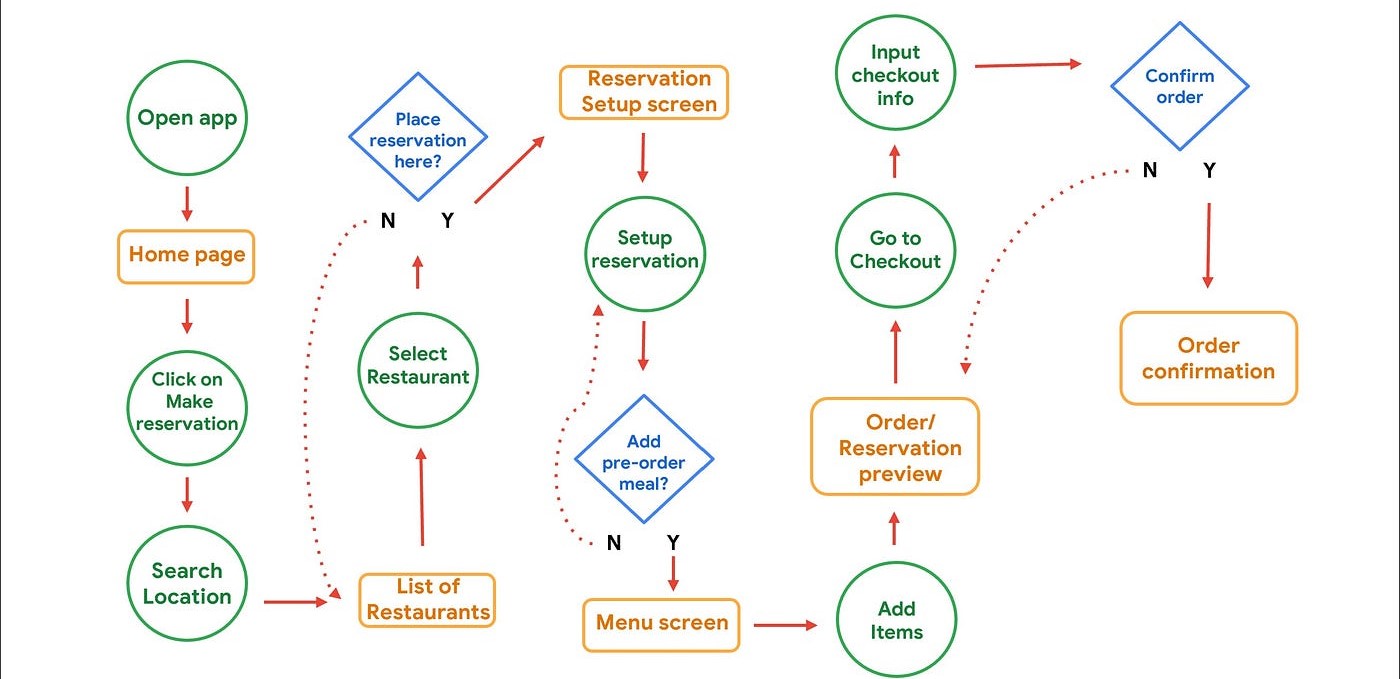 Open app
Home page
Click on
Make
reservation
Search
Location
List of
Restaurants
Select
Restaurant
Place
reservation
here?
N
Y
Reservation
Setup screen
Setup
reservation
Add
pre-order
meal?
N
Y
Menu screen
Add
Items
Order/
Reservation
preview
Go to
Checkout
Input
checkout
info
Confirm
order
N
Y
Order
confirmation